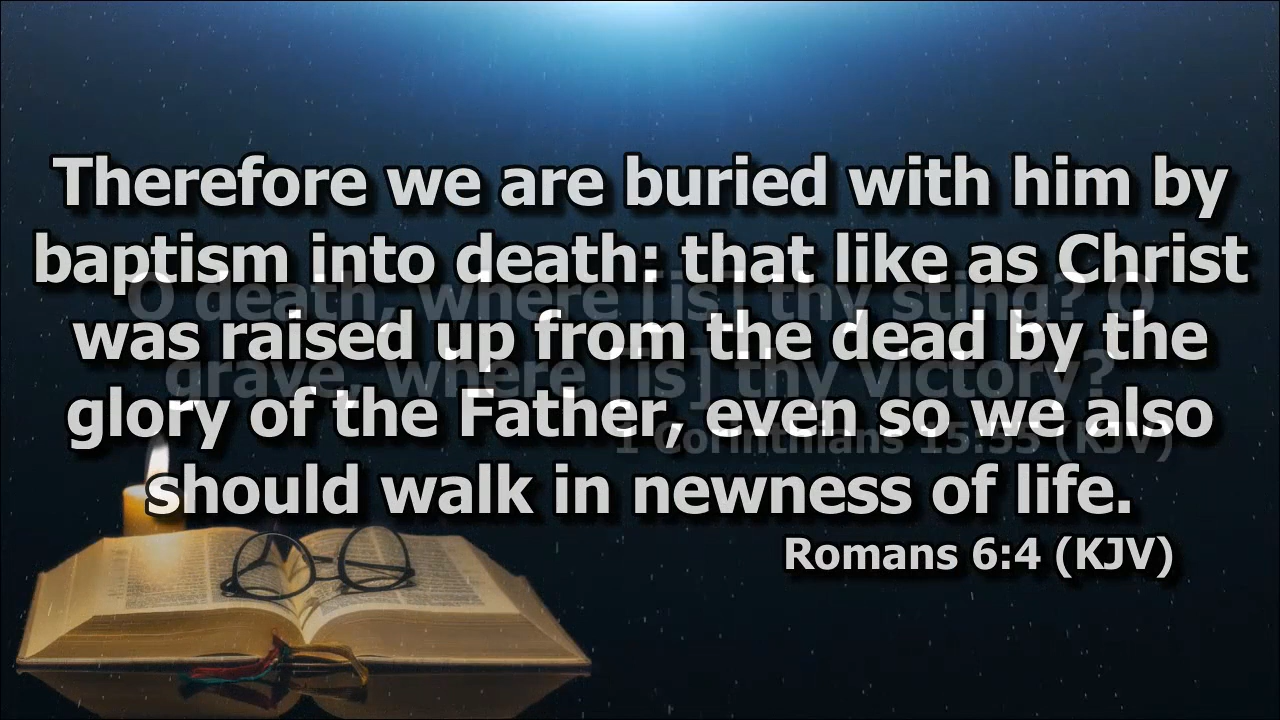 Therefore we are buried with him by
baptism into death: that like as Christ
was raised up from the dead by the
glory of the Father, even so we also
should walk in newness of life.
Romans 6:4 (KJV)
O death, where [is] thy sting? O
grave, where [is] thy victory?
1 Corinthians 15:55 (KJV)